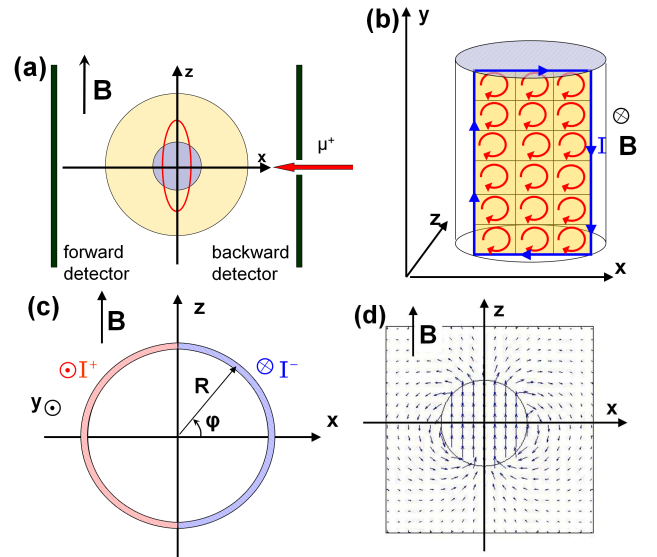 (a)
B
z
x
μ+
forward
detector
backward
detector
(b)
y
I
B
z
x
(c)
B
z
I+
I−
R
y
φ
x
(d)
B
z
x